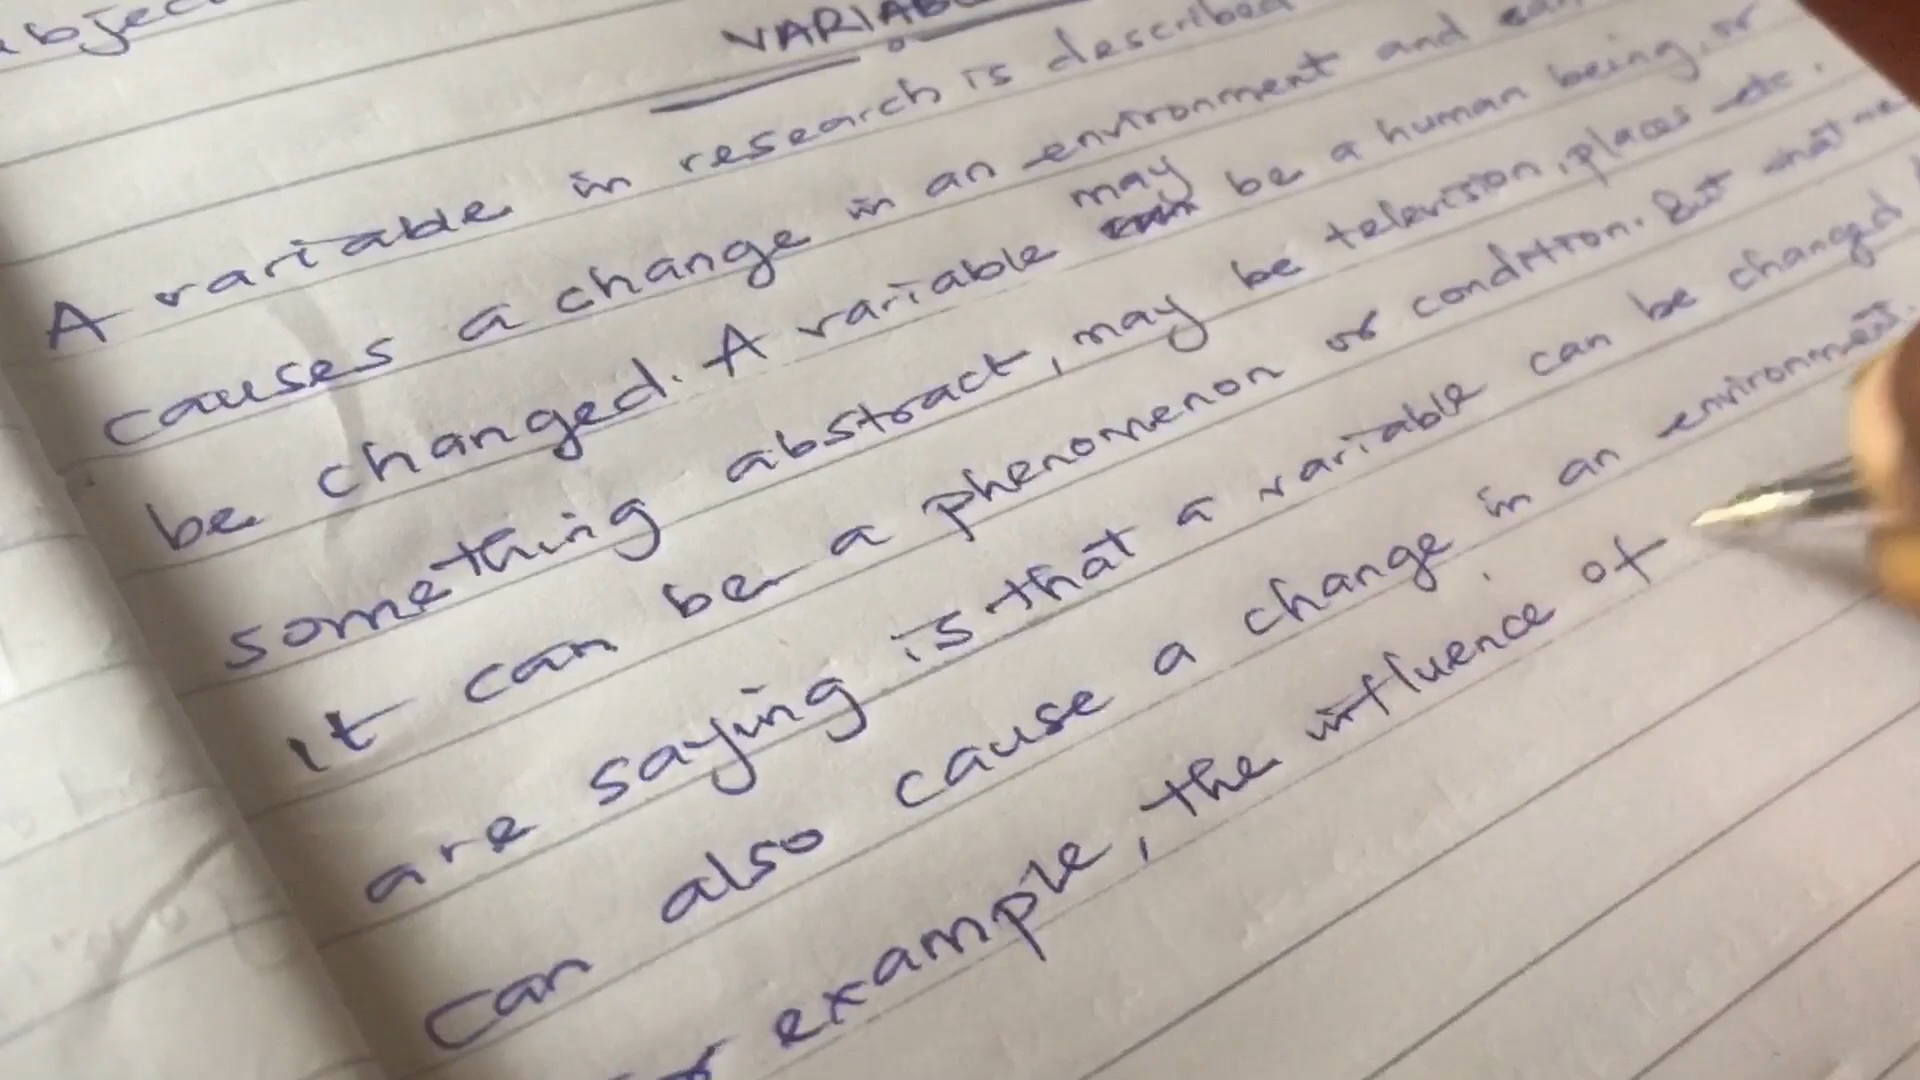 VARIAB
A variable in research is described
causes a change in an environment and can
be changed. A variable may be a human being, or
something abstract, may be television, places etc.
It can be a phenomenon or condition. But what we
are saying is that a variable can be changed
can also cause a change in an environment.
example, the influence of